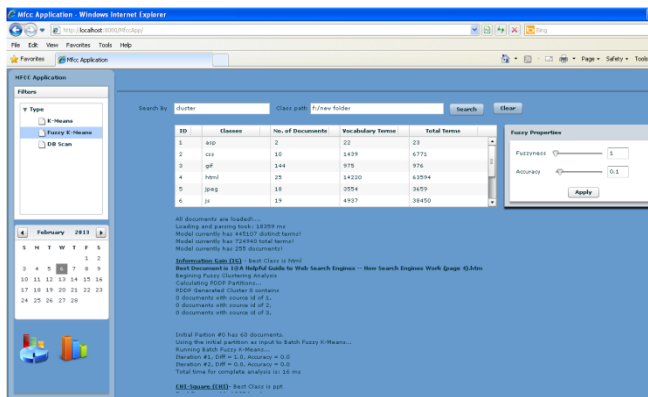 Mfcc Application - Windows Internet Explorer
http://localhost:8080/MfccApp/
Bing
File Edit View Favorites Tools Help
Favorites Mfcc Application
Page Safety Tools
MFCC Application
Filters
Type
K-Means
Fuzzy K-Means
DB Scan
Search By cluster Class path f:/new folder Search Clear
ID Classes No. of Documents Vocabulary Terms Total Terms
1 asp 2 22 23
2 css 10 1439 6771
3 gif 144 975 976
4 html 25 14220 63594
5 jpeg 18 3554 3659
6 js 19 4937 38450
Fuzzy Properties
Fuzzyness 1
Accuracy 0.1
Apply
February 2013
S M T W T F S
1 2
3 4 5 6 7 8 9
10 11 12 13 14 15 16
17 18 19 20 21 22 23
24 25 26 27 28
All documents are loaded!...
Loading and parsing took: 18359 ms
Model currently has 445107 distinct terms!
Model currently has 724940 total terms!
Model currently has 255 documents!
Information Gain (IG) - Best Class is html
Best Document is 10A Helpful Guide to Web Search Engines -- How Search Engines Work (page 4).htm
Begining Fuzzy Clustering Analysis
Calculating PDDP Partitions...
PDDP Generated Cluster 0 contains
0 documents with source id of 1,
0 documents with source id of 2,
0 documents with source id of 3,
Initial Partion #0 has 60 documents.
Using the initial partition as input to Batch Fuzzy K-Means...
Running Batch Fuzzy K-Means...
Iteration #1, Diff = 1.0, Accuracy = 0.0
Iteration #2, Diff = 0.0, Accuracy = 0.0
Total time for complete analysis is: 16 ms
CHI-Square (CHI)- Best Class is ppt